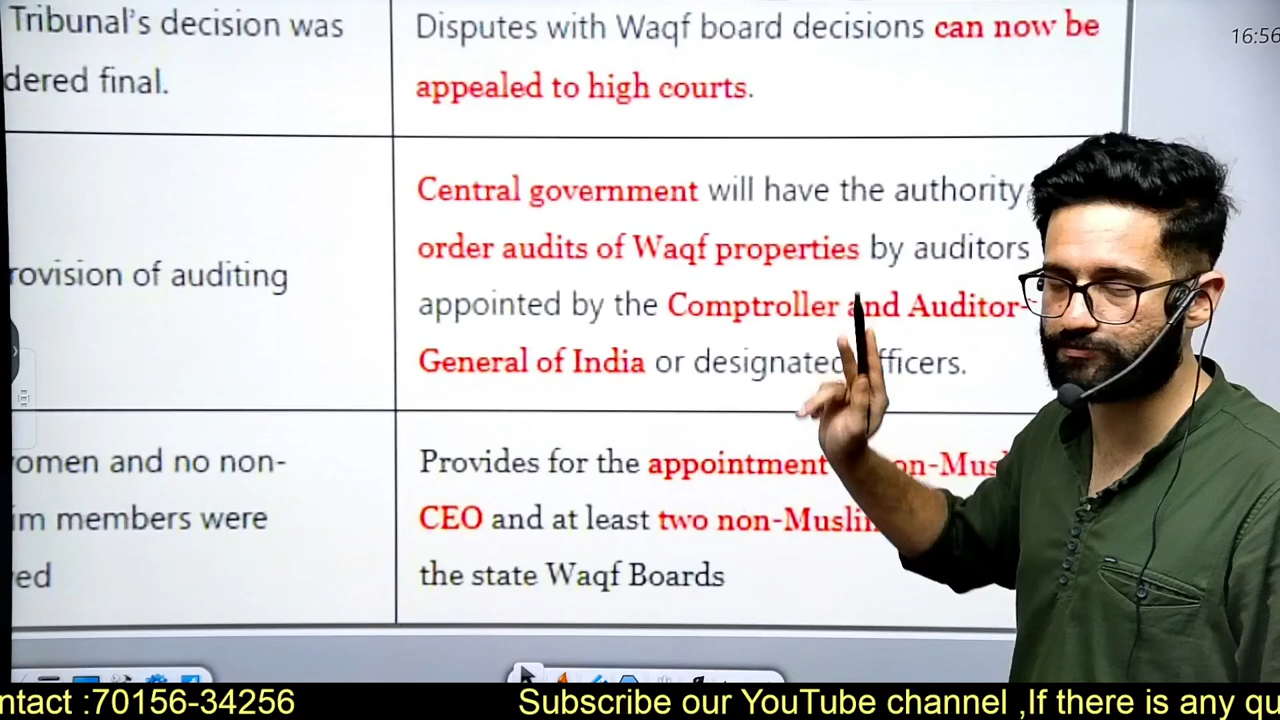 Tribunal's decision was
dered final.
Disputes with Waqf board decisions can now be
appealed to high courts.
16:56
rovision of auditing
Central government will have the authority
order audits of Waqf properties by auditors
appointed by the Comptroller and Auditor-
General of India or designated officers.
omen and no non-
im members were
ed
Provides for the appointment on-Mus
CEO and at least two non-Muslim
the state Waqf Boards
ntact :70156-34256
Subscribe our YouTube channel ,If there is any qu